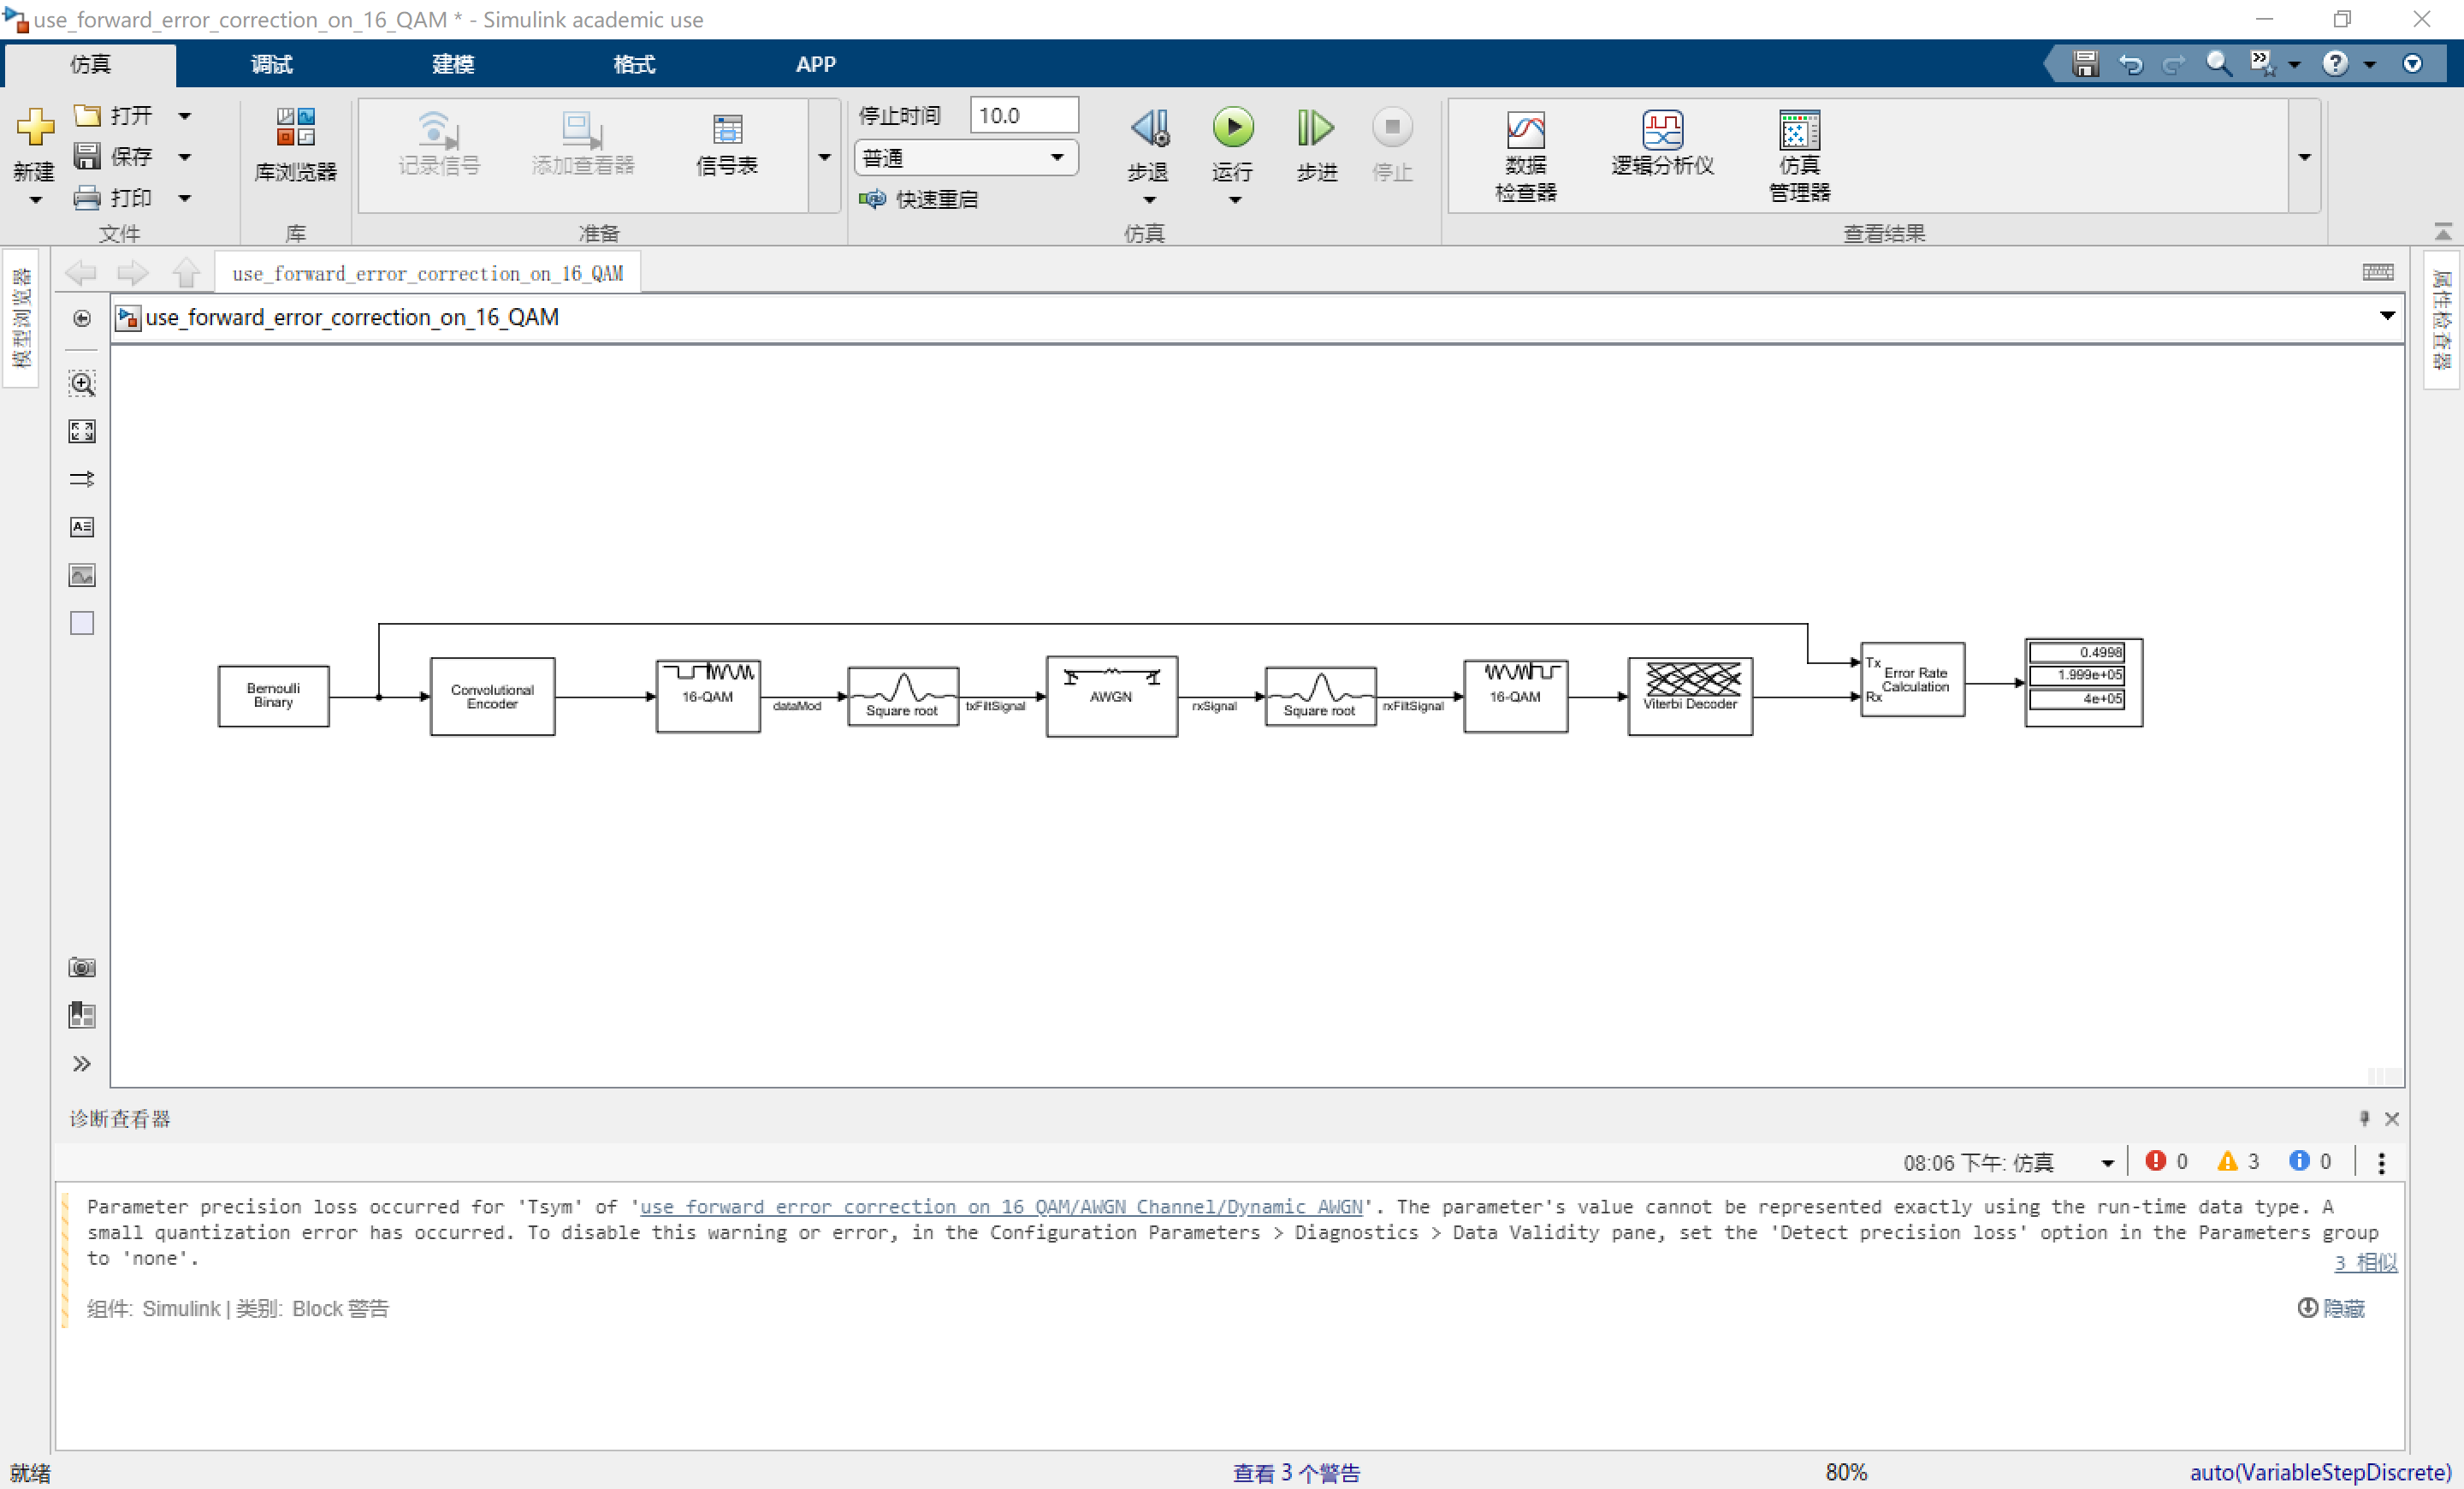 use_forward_error_correction_on_16_QAM * - Simulink academic use
仿真
调试
建模
格式
APP
新建
打开
保存
打印
文件
库浏览器
库
记录信号
添加查看器
信号表
准备
停止时间
10.0
普通
快速重启
步退
运行
步进
停止
仿真
数据
检查器
逻辑分析仪
仿真
管理器
查看结果
模型浏览器
属性检查器
use_forward_error_correction_on_16_QAM
use_forward_error_correction_on_16_QAM
Bernoulli
Binary
Convolutional
Encoder
16-QAM
dataMod
Square root
txFiltSignal
AWGN
rxSignal
Square root
rxFiltSignal
16-QAM
Viterbi Decoder
Tx
Rx
Error Rate
Calculation
0.4998
1.999e+05
4e+05
诊断查看器
08:06 下午: 仿真
0
3
0
Parameter precision loss occurred for 'Tsym' of 'use_forward_error_correction_on_16_QAM/AWGN Channel/Dynamic AWGN'. The parameter's value cannot be represented exactly using the run-time data type. A
small quantization error has occurred. To disable this warning or error, in the Configuration Parameters > Diagnostics > Data Validity pane, set the 'Detect precision loss' option in the Parameters group
to 'none'.
3 相似
组件: Simulink | 类别: Block 警告
隐藏
就绪
查看 3 个警告
80%
auto(VariableStepDiscrete)